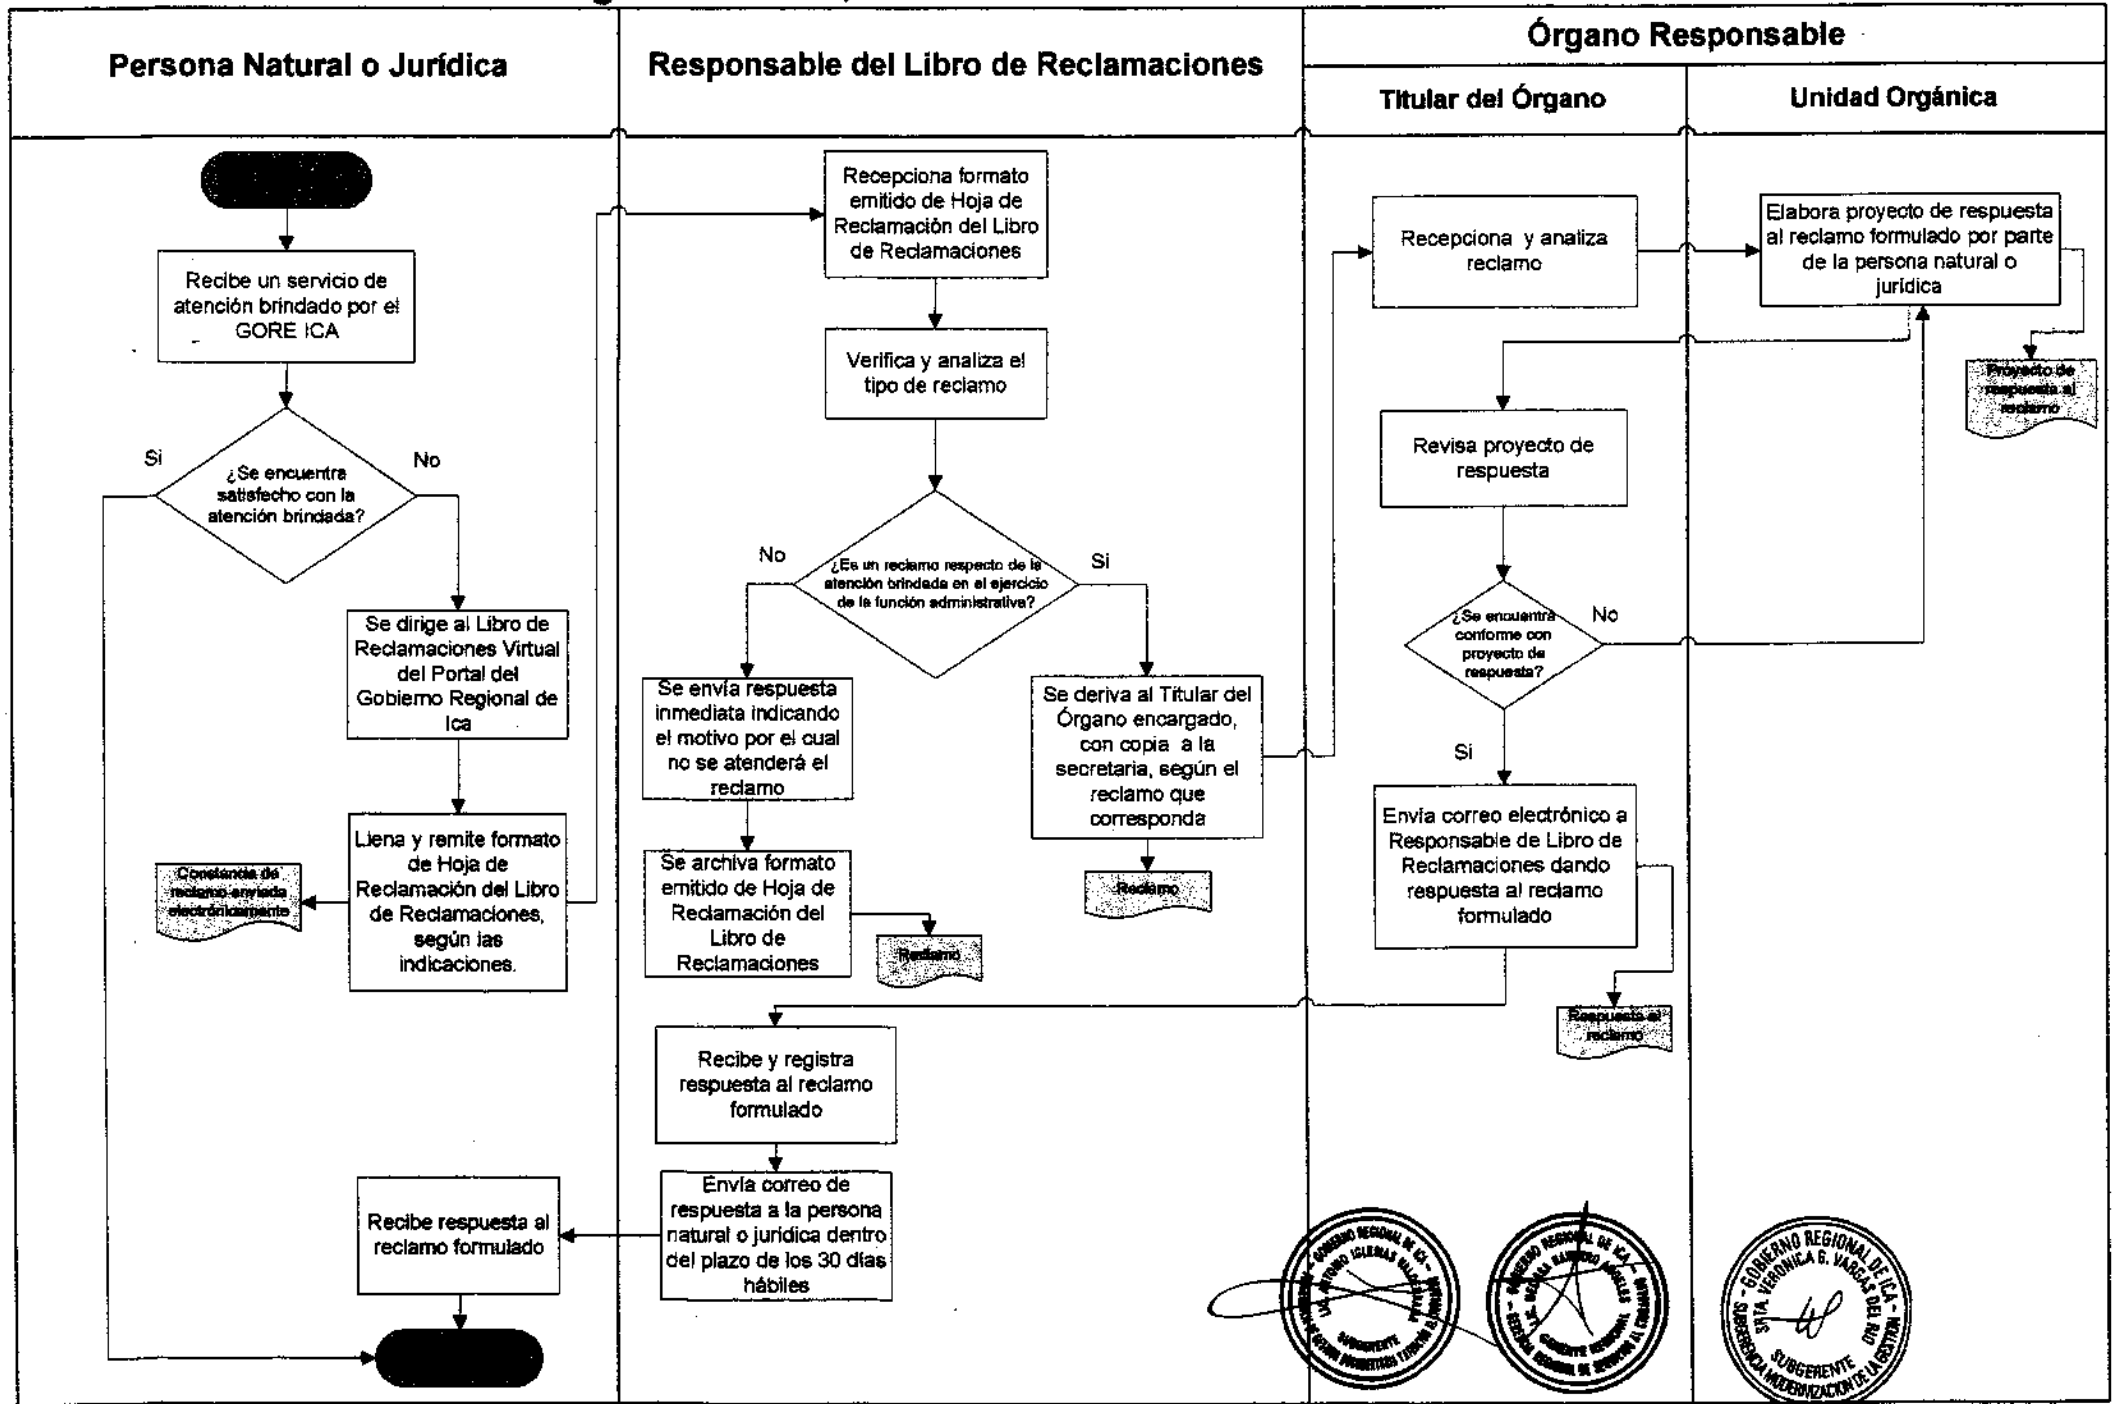 Persona Natural o Jurídica
Responsable del Libro de Reclamaciones
Órgano Responsable
Titular del Órgano
Unidad Orgánica
Recibe un servicio de
atención brindado por el
GORE ICA
¿Se encuentra
satisfecho con la
atención brindada?
Si
No
Se dirige al Libro de
Reclamaciones Virtual
del Portal del
Gobierno Regional de
Ica
Llena y remite formato
de Hoja de
Reclamación del Libro
de Reclamaciones,
según las
indicaciones.
Constancia de
reclamo enviada
electrónicamente
Recibe respuesta al
reclamo formulado
Recepciona formato
emitido de Hoja de
Reclamación del Libro
de Reclamaciones
Verifica y analiza el
tipo de reclamo
¿Es un reclamo respecto de la
atención brindada en el ejercicio
de la función administrativa?
No
Si
Se envía respuesta
inmediata indicando
el motivo por el cual
no se atenderá el
reclamo
Se archiva formato
emitido de Hoja de
Reclamación del
Libro de
Reclamaciones
Reclamo
Se deriva al Titular del
Órgano encargado,
con copia a la
secretaria, según el
reclamo que
corresponda
Reclamo
Recibe y registra
respuesta al reclamo
formulado
Envía correo de
respuesta a la persona
natural o jurídica dentro
del plazo de los 30 días
hábiles
Recepciona y analiza
reclamo
Revisa proyecto de
respuesta
¿Se encuentra
conforme con
proyecto de
respuesta?
No
Si
Envía correo electrónico a
Responsable de Libro de
Reclamaciones dando
respuesta al reclamo
formulado
Respuesta al
reclamo
Elabora proyecto de respuesta
al reclamo formulado por parte
de la persona natural o
jurídica
Proyecto de
respuesta al
reclamo
GOBIERNO REGIONAL DE ICA
LIC. ANTONIO IGLESIAS
SUBGERENTE
GOBIERNO REGIONAL DE ICA
GERENTE REGIONAL
GOBIERNO REGIONAL DE ICA
SRTA. VERONICA G. VARGAS DEL RIO
SUBGERENTE
SUBGERENCIA MODERNIZACION DE LA GESTION